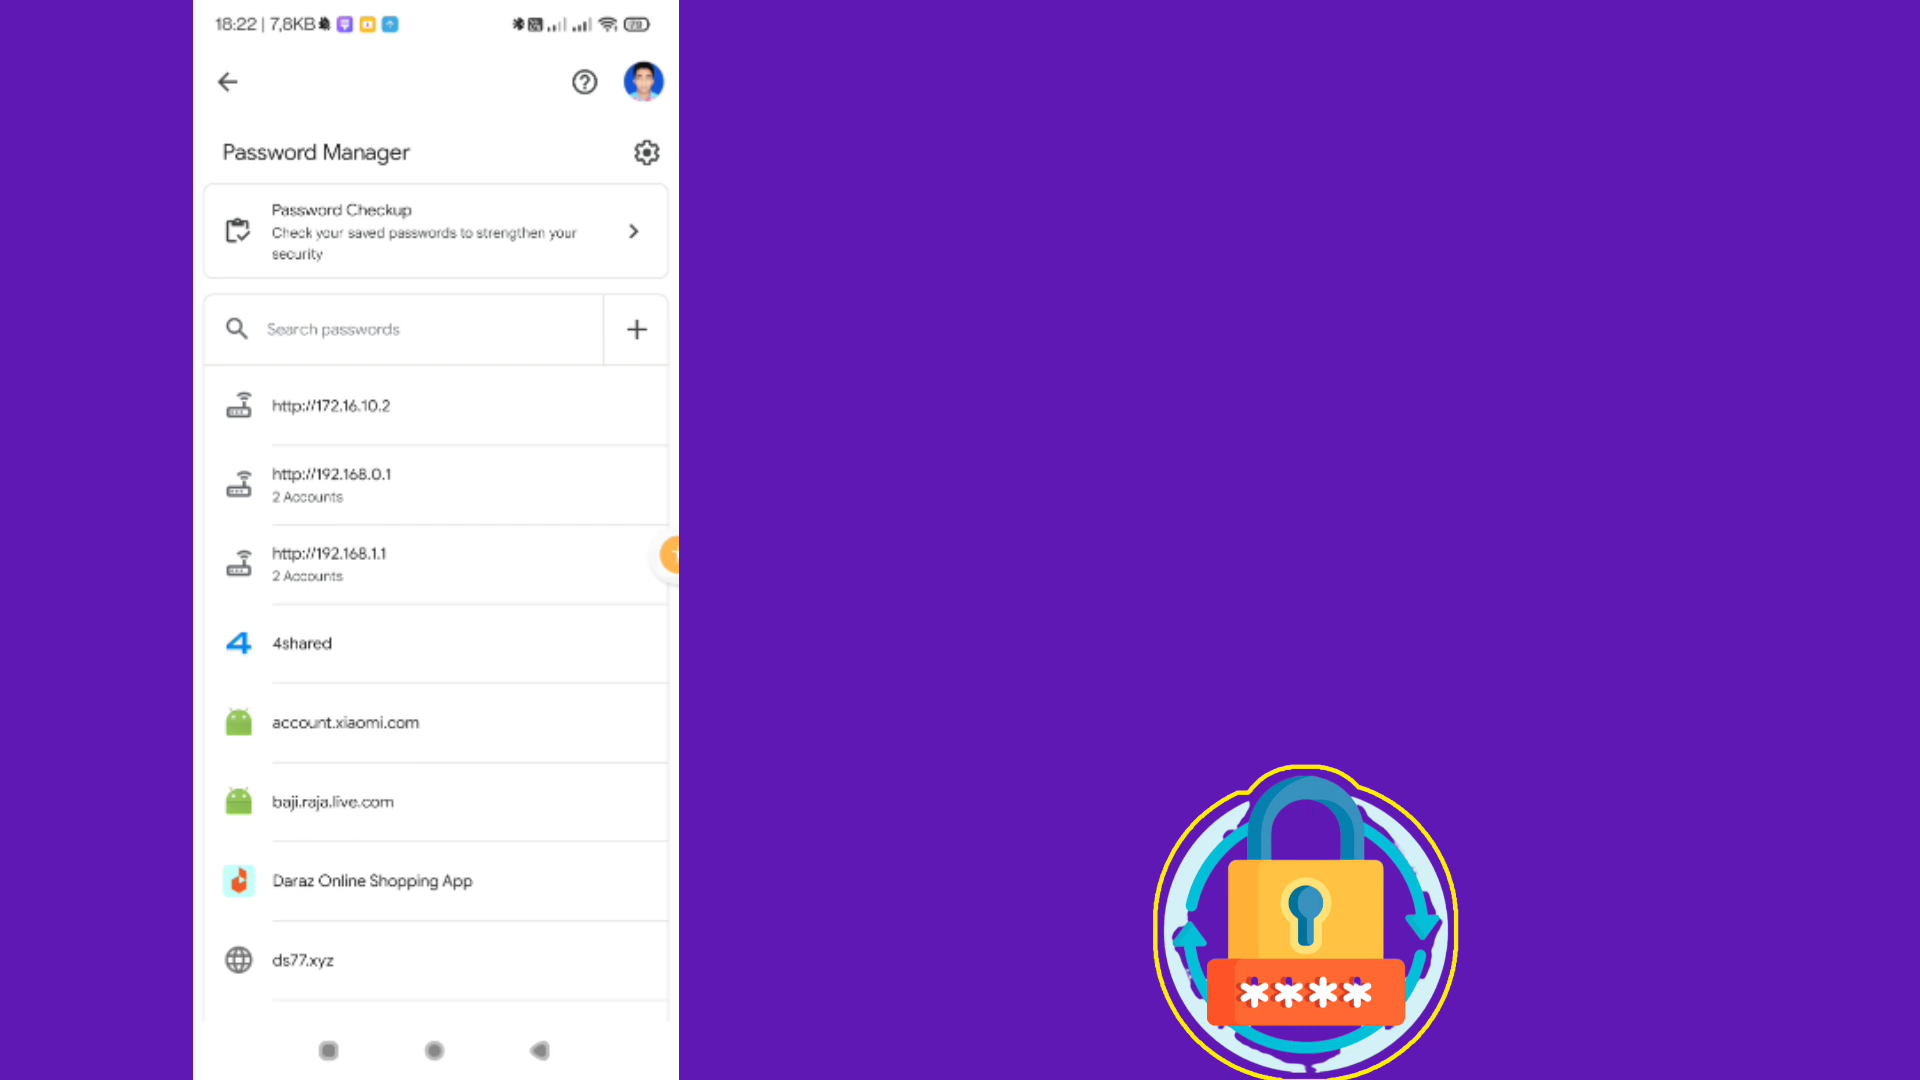 18:22 | 7,8KB
79
Password Manager
Password Checkup
Check your saved passwords to strengthen your
security
Search passwords
http://172.16.10.2
http://192.168.0.1
2 Accounts
http://192.168.1.1
2 Accounts
4shared
account.xiaomi.com
baji.raja.live.com
Daraz Online Shopping App
ds77.xyz
****